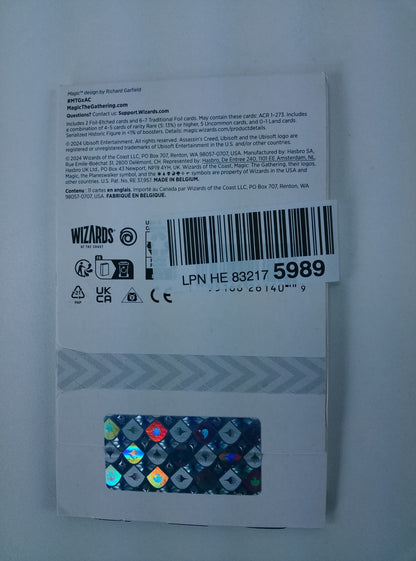 Magic™ design by Richard Garfield
#MTGxAC
MagicTheGathering.com
Questions? Contact us: Support.Wizards.com
Includes 2 Foil-Etched cards and 6–7 Traditional Foil cards. May contain these cards: ACR 1–273. Includes
a combination of 4–5 cards of rarity Rare (≤ 13%) or higher, 5 Uncommon cards, and 0–1 Land cards.
Serialized Historic Figure in <1% of boosters. Details: magic.wizards.com/productdetails
© 2024 Ubisoft Entertainment. All rights reserved. Assassin's Creed, Ubisoft and the Ubisoft logo are
registered or unregistered trademarks of Ubisoft Entertainment in the U.S. and/or other countries.
© 2024 Wizards of the Coast LLC, PO Box 707, Renton, WA 98057-0707, USA. Manufactured by: Hasbro SA,
Rue Emile-Boéchat 31, 2800 Delémont, CH. Represented by: Hasbro, De Entree 240, 1101 EE Amsterdam, NL.
Hasbro UK Ltd., PO Box 43 Newport, NP19 4YH, UK. Wizards of the Coast, Magic: The Gathering, their logos,
Magic, the Planeswalker symbol, and the symbols are property of Wizards in the USA and
other countries. U.S. Pat. No. RE 37,957. MADE IN BELGIUM.
Contenu : 11 cartes en anglais. importé au Canada par Wizards of the Coast LLC, PO Box 707, Renton, WA
98057-0707, USA. FABRIQUÉ EN BELGIQUE.
WIZARDS
OF THE COAST
LPN HE 83217 5989
UK
CA
CE
PAP
26140
9